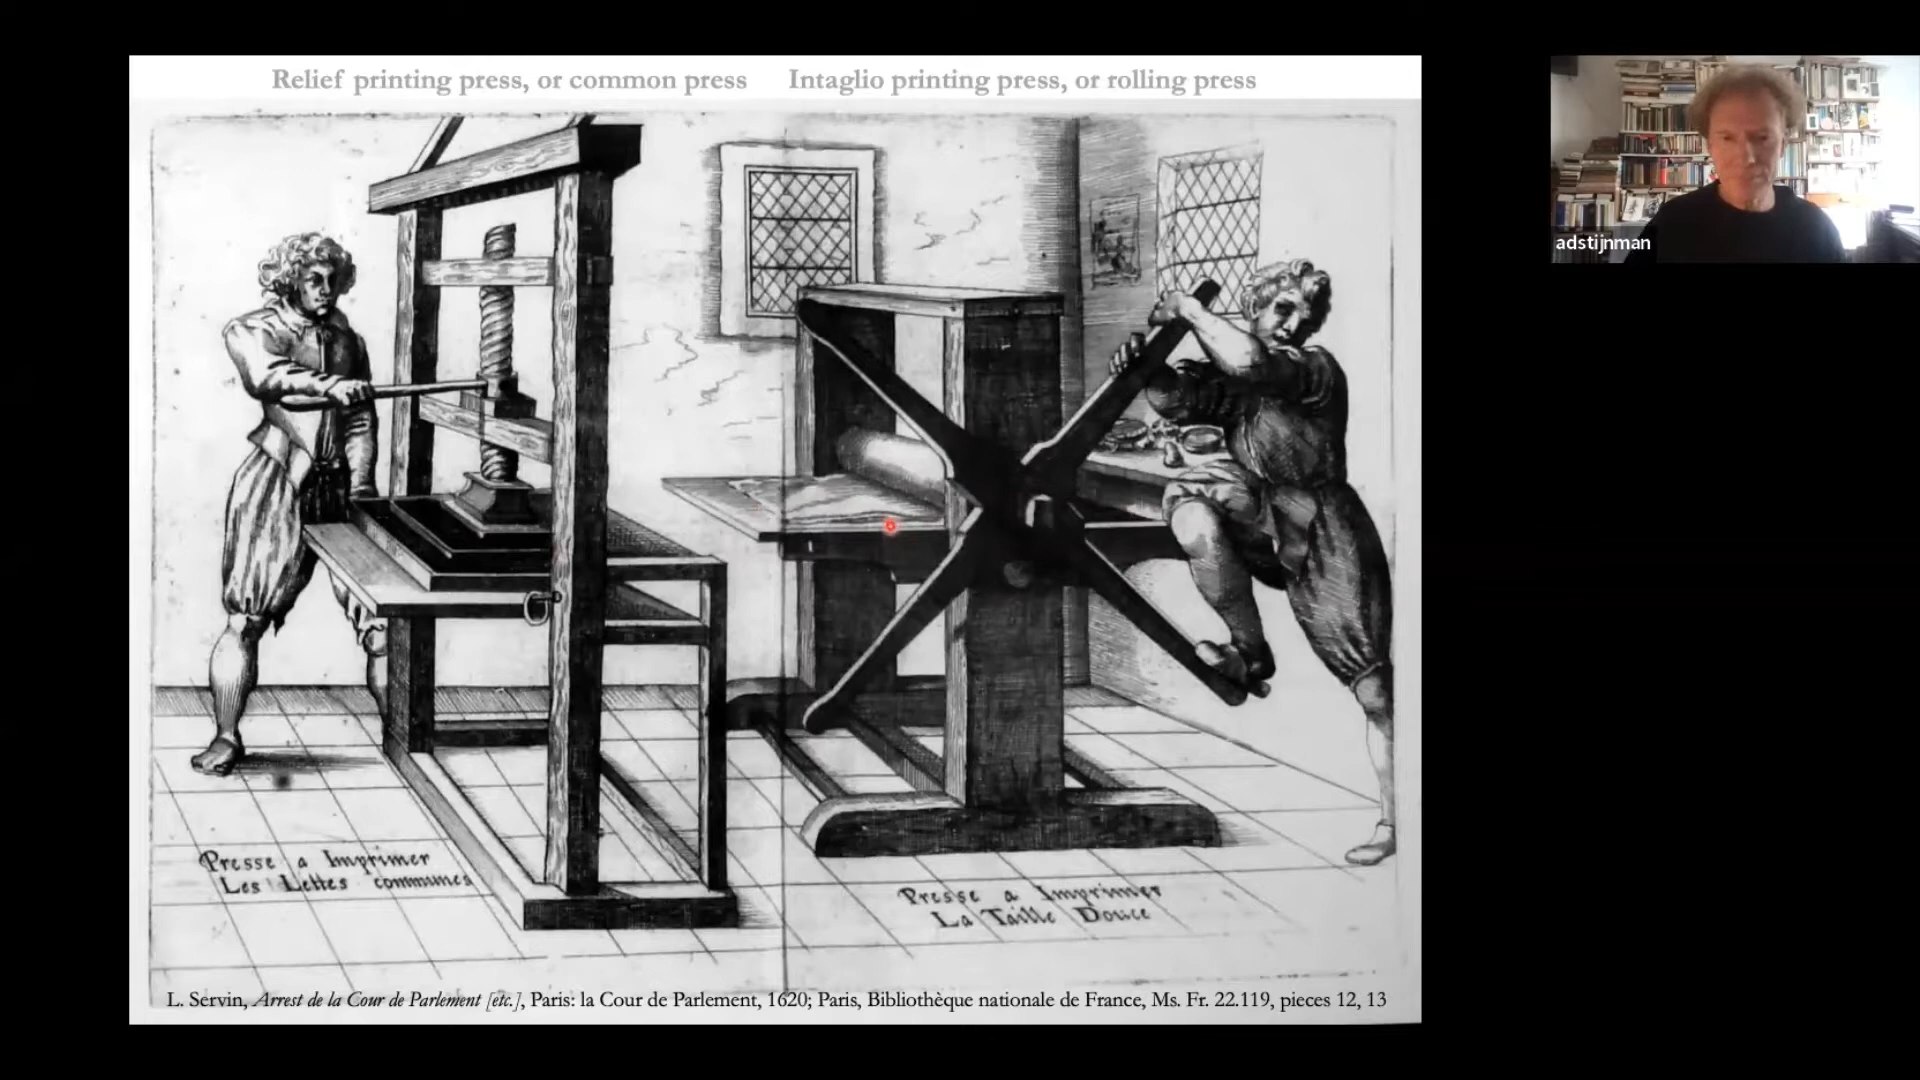 Relief printing press, or common press
Intaglio printing press, or rolling press
adstijnman
Presse a Imprimer
Les Lettes communes
Presse a Imprimer
La Taille Douce
L. Servin, Arrest de la Cour de Parlement [etc.], Paris: la Cour de Parlement, 1620; Paris, Bibliothèque nationale de France, Ms. Fr. 22.119, pieces 12, 13